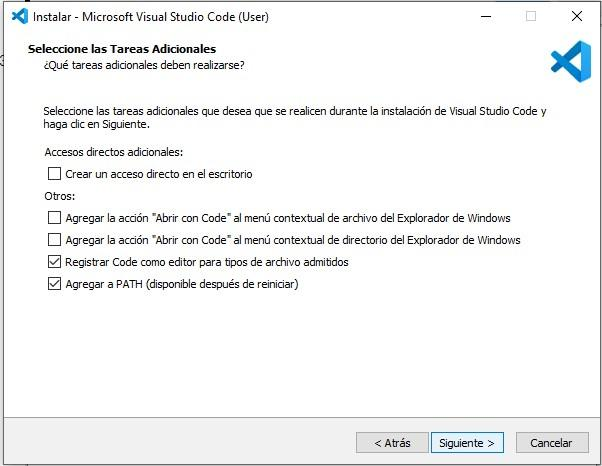 Instalar - Microsoft Visual Studio Code (User)
Seleccione las Tareas Adicionales
¿Qué tareas adicionales deben realizarse?
Seleccione las tareas adicionales que desea que se realicen durante la instalación de Visual Studio Code y
haga clic en Siguiente.
Accesos directos adicionales:
Crear un acceso directo en el escritorio
Otros:
Agregar la acción "Abrir con Code" al menú contextual de archivo del Explorador de Windows
Agregar la acción "Abrir con Code" al menú contextual de directorio del Explorador de Windows
Registrar Code como editor para tipos de archivo admitidos
Agregar a PATH (disponible después de reiniciar)
< Atrás Siguiente > Cancelar